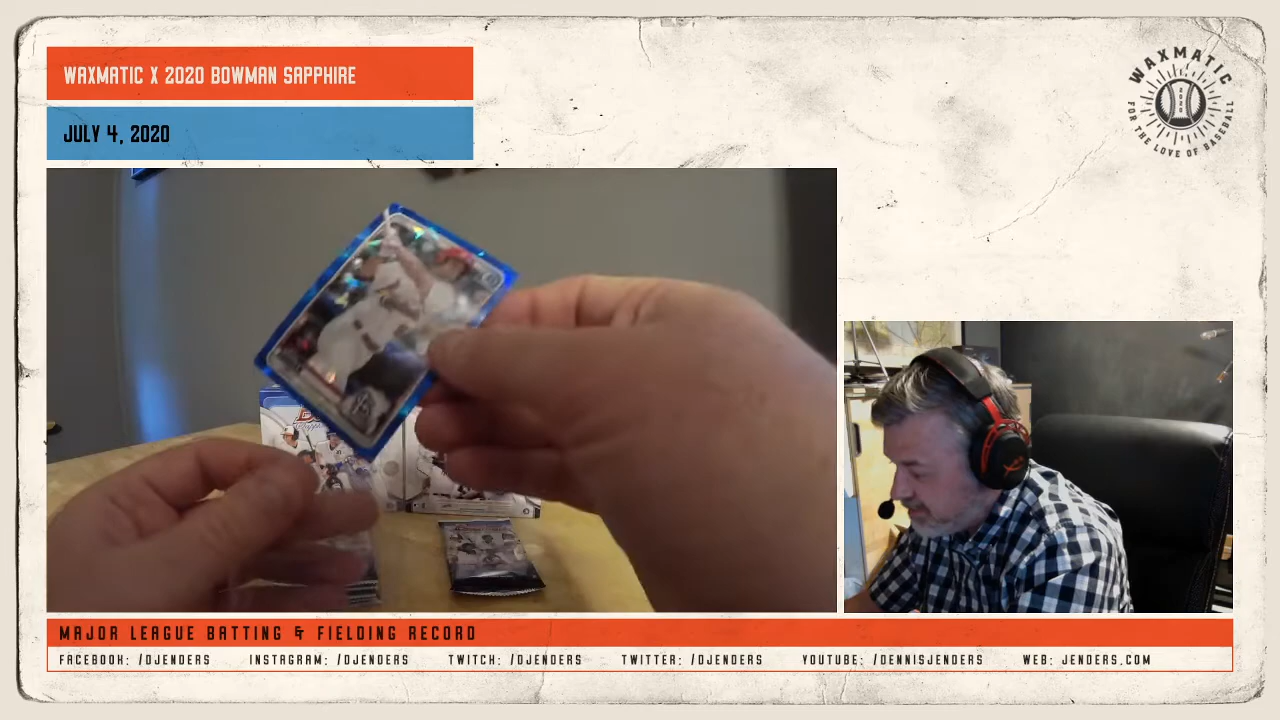 WAXMATIC X 2020 BOWMAN SAPPHIRE
JULY 4, 2020
WAXMATIC
2020
FOR THE LOVE OF BASEBALL
MAJOR LEAGUE BATTING & FIELDING RECORD
FACEBOOK: /DJENDERS INSTAGRAM: /DJENDERS TWITCH: /DJENDERS TWITTER: /DJENDERS YOUTUBE: /DENNISJENDERS WEB: JENDERS.COM